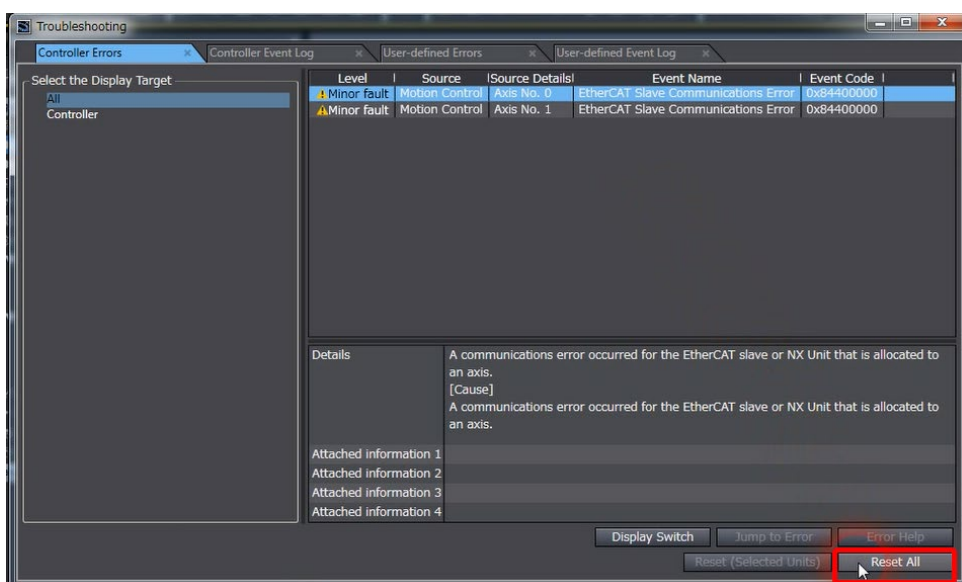 Troubleshooting
Controller Errors × Controller Event Log × User-defined Errors × User-defined Event Log ×
Select the Display Target
All
Controller
Level Source Source Details Event Name Event Code
Minor fault Motion Control Axis No. 0 EtherCAT Slave Communications Error 0x84400000
Minor fault Motion Control Axis No. 1 EtherCAT Slave Communications Error 0x84400000
Details A communications error occurred for the EtherCAT slave or NX Unit that is allocated to
an axis.
[Cause]
A communications error occurred for the EtherCAT slave or NX Unit that is allocated to
an axis.
Attached information 1
Attached information 2
Attached information 3
Attached information 4
Display Switch Jump to Error Error Help
Reset (Selected Units) Reset All